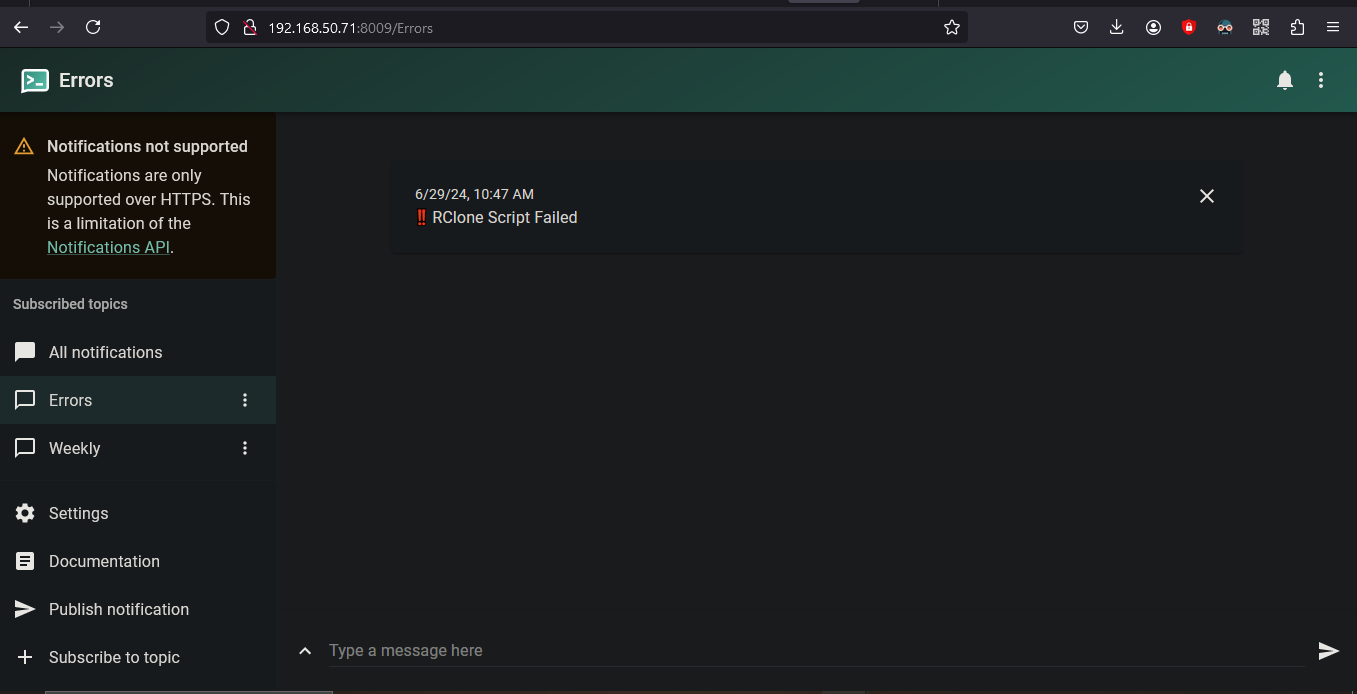 192.168.50.71:8009/Errors
Errors
Notifications not supported
Notifications are only
supported over HTTPS. This
is a limitation of the
Notifications API.
Subscribed topics
All notifications
Errors
Weekly
Settings
Documentation
Publish notification
Subscribe to topic
6/29/24, 10:47 AM
‼️ RClone Script Failed
Type a message here